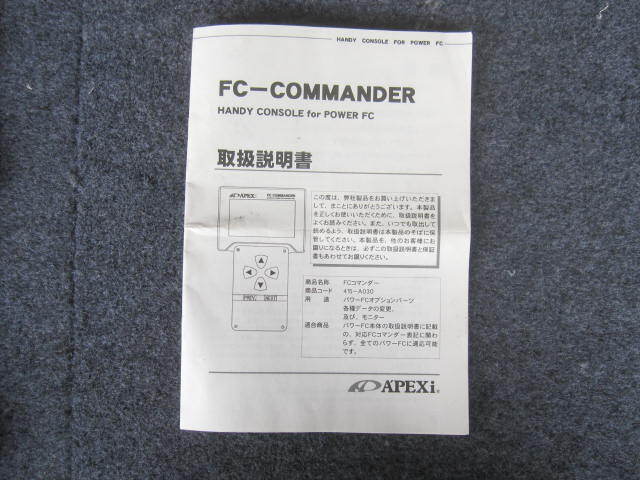 HANDY CONSOLE FOR POWER FC
FC－COMMANDER
HANDY CONSOLE for POWER FC
取扱説明書
APEXi FC-COMMANDER
PREV. NEXT
この度は、弊社製品をお買い上げいただきま
して、まことにありがとうございます。本製品
を正しくお使いいただくために、取扱説明書を
よくお読みください。また、いつでも取出して
読めるよう、取扱説明書は本製品のそばに保
管してください。本製品を、他のお客様にお
譲りになるときは、必ずこの取扱説明書と保証
書もあわせてお譲りください。
商品名称 FCコマンダー
商品コード 415－A030
用 途 パワーFCオプションパーツ
各種データの変更、
及び、モニター
適合商品 パワーFC本体の取扱説明書に記載
の、対応FCコマンダー表記に関わ
らず、全てのパワーFCに適応可能
です。
APEXi